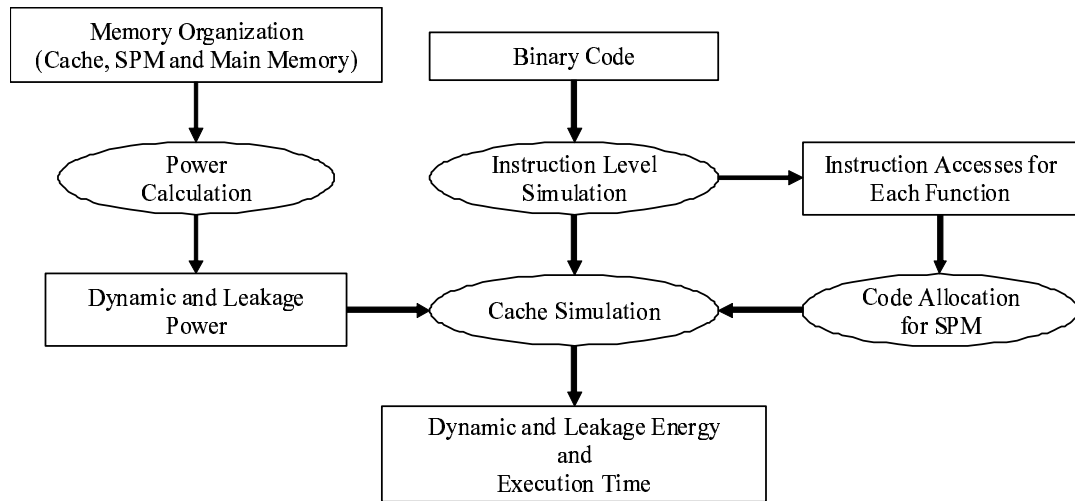 Memory Organization
(Cache, SPM and Main Memory)
Binary Code
Power
Calculation
Instruction Level
Simulation
Instruction Accesses for
Each Function
Dynamic and Leakage
Power
Cache Simulation
Code Allocation
for SPM
Dynamic and Leakage Energy
and
Execution Time